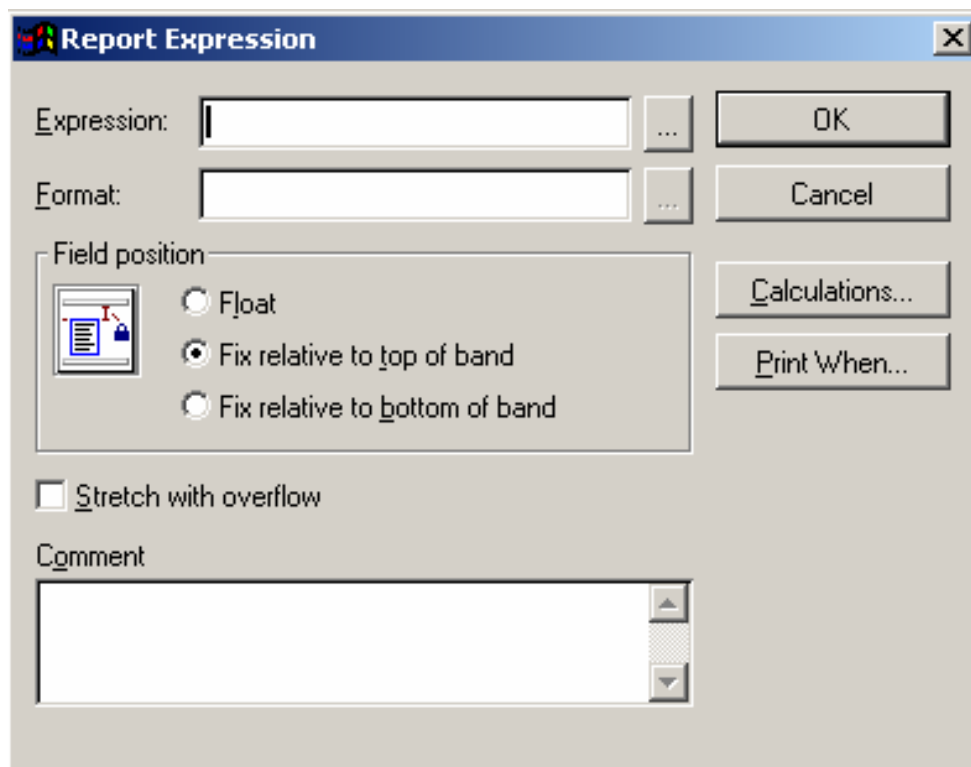 Report Expression
Expression:
...
OK
Format:
...
Cancel
Field position
Float
Fix relative to top of band
Fix relative to bottom of band
Calculations...
Print When...
Stretch with overflow
Comment